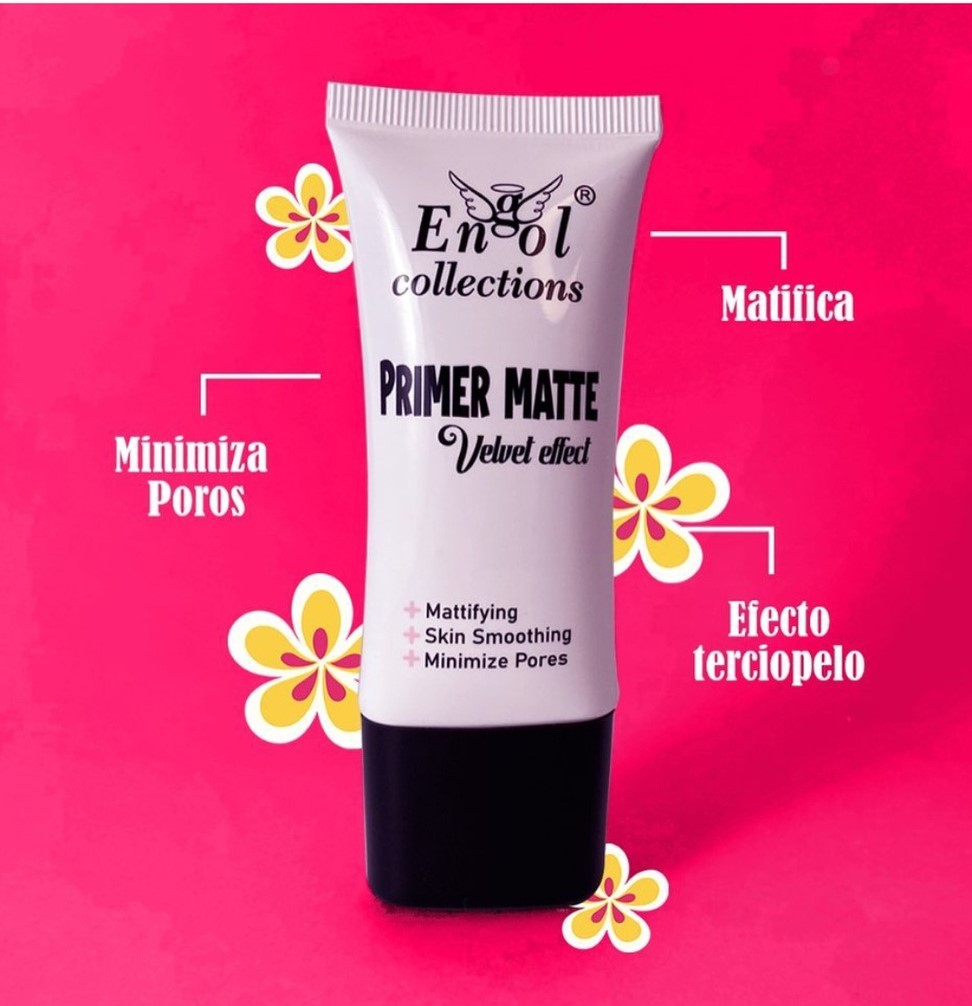 Engol®
collections
PRIMER MATTE
Velvet effect
+ Mattifying
+ Skin Smoothing
+ Minimize Pores
Matifica
Minimiza
Poros
Efecto
terciopelo